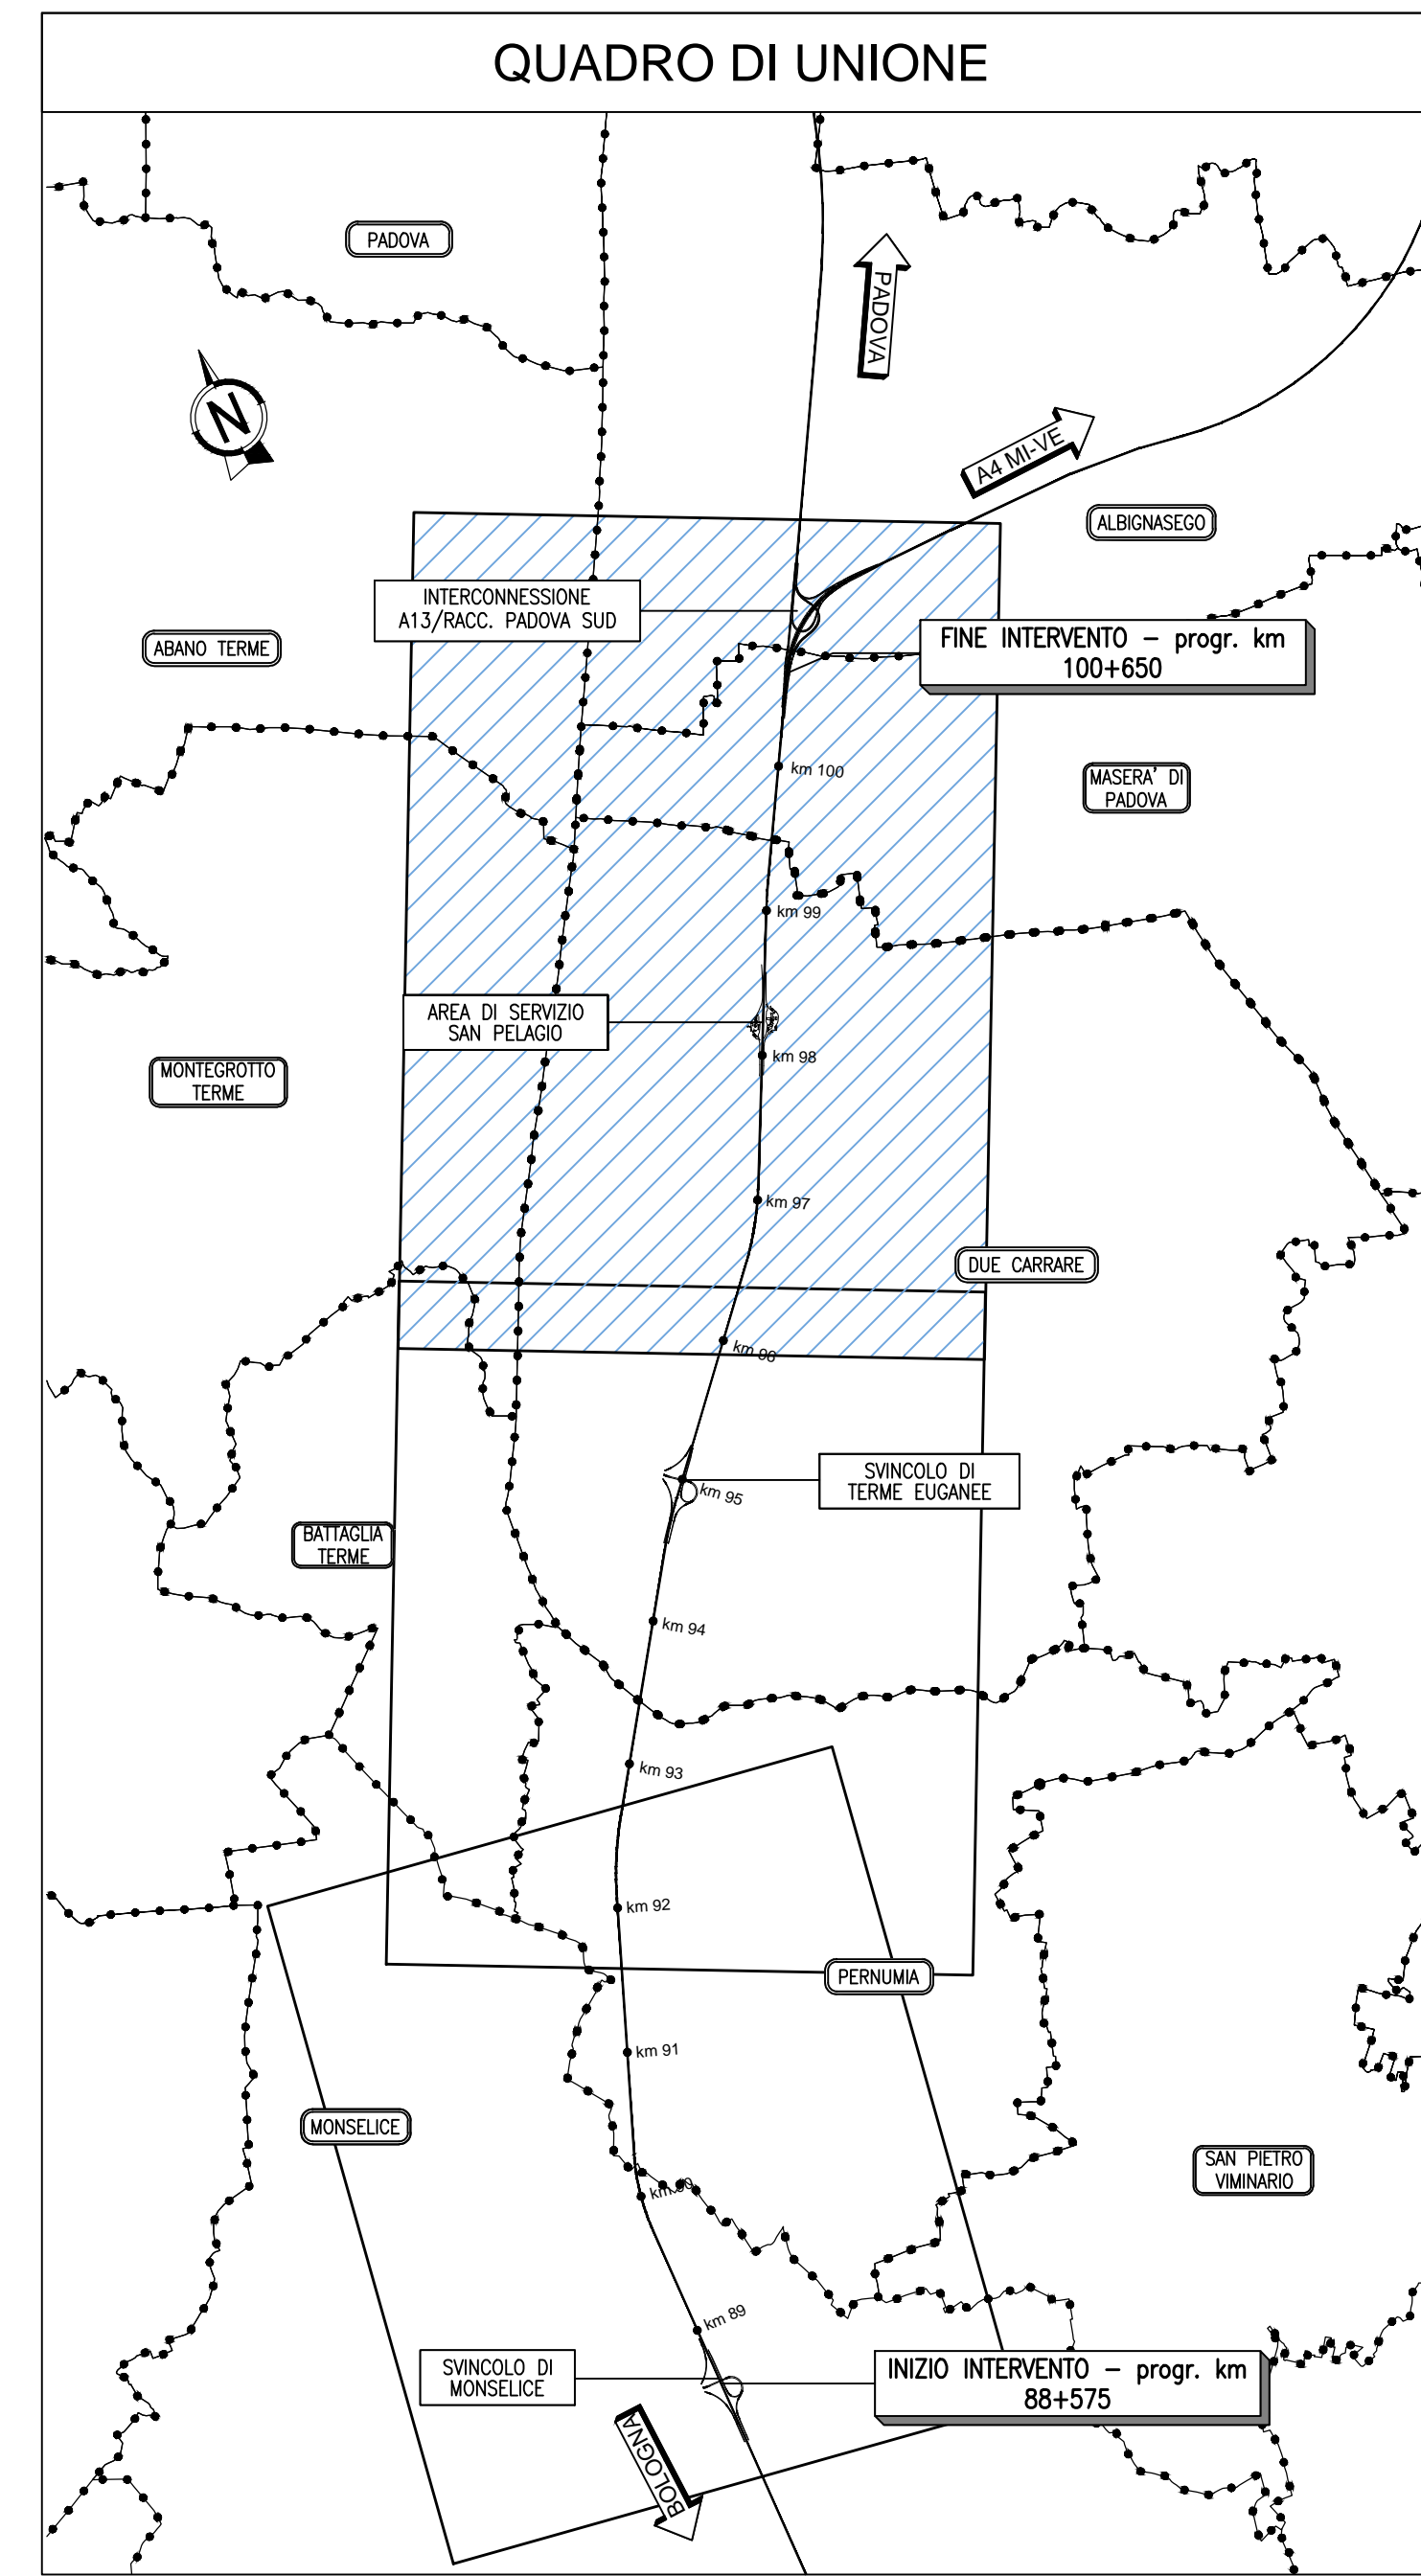 QUADRO DI UNIONE
PADOVA
PADOVA
N
A4 MI-VE
ALBIGNASEGO
INTERCONNESSIONE
A13/RACC. PADOVA SUD
FINE INTERVENTO – progr. km
100+650
ABANO TERME
km 100
MASERA' DI
PADOVA
km 99
AREA DI SERVIZIO
SAN PELAGIO
km 98
MONTEGROTTO
TERME
km 97
DUE CARRARE
km 96
SVINCOLO DI
TERME EUGANEE
km 95
BATTAGLIA
TERME
km 94
km 93
km 92
PERNUMIA
km 91
MONSELICE
SAN PIETRO
VIMINARIO
km 90
km 89
SVINCOLO DI
MONSELICE
INIZIO INTERVENTO – progr. km
88+575
BOLOGNA